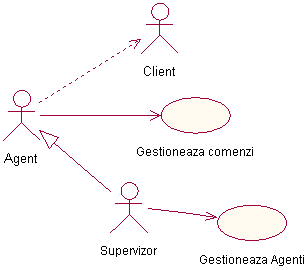 Client
Gestioneaza comenzi
Agent
Supervizor
Gestioneaza Agenti